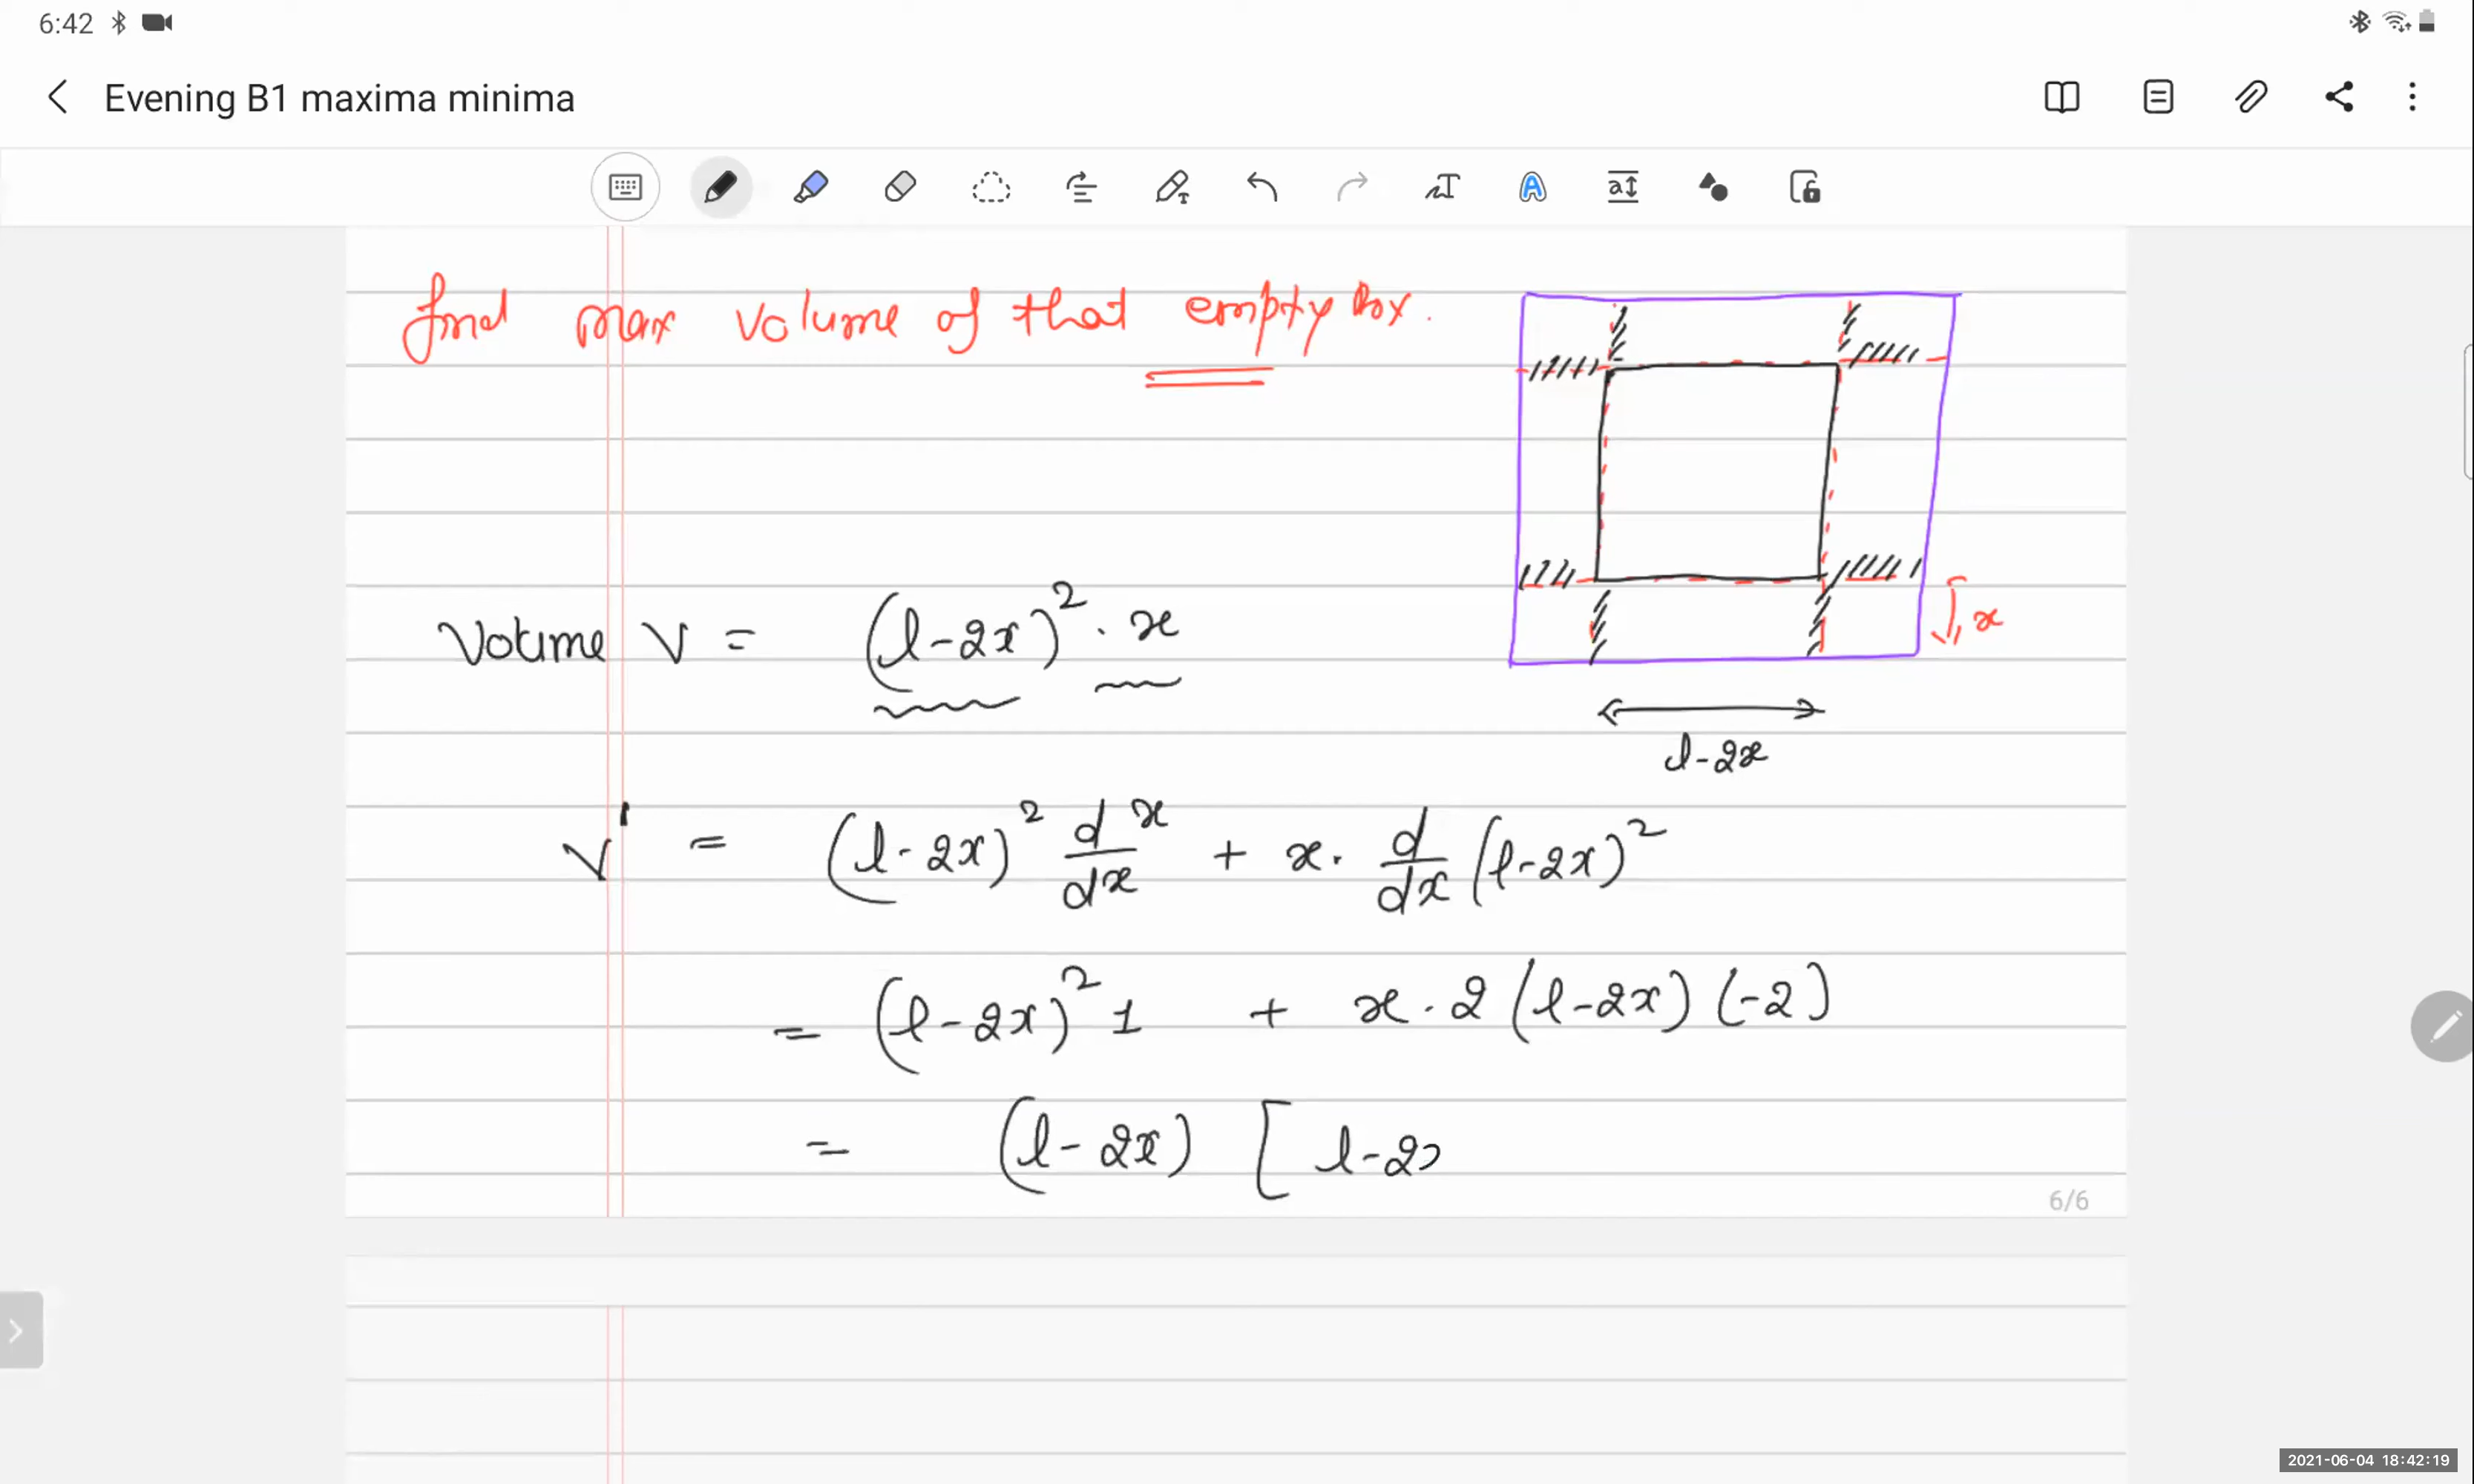 6:42
Evening B1 maxima minima
find max volume of that empty box.
x
Volume V = (l-2x)² · x
l-2x
V' = (l-2x)² d/dx x + x · d/dx (l-2x)²
= (l-2x)² 1 + x · 2 (l-2x) (-2)
= (l-2x) [ l-2x
6/6
2021-06-04 18:42:19